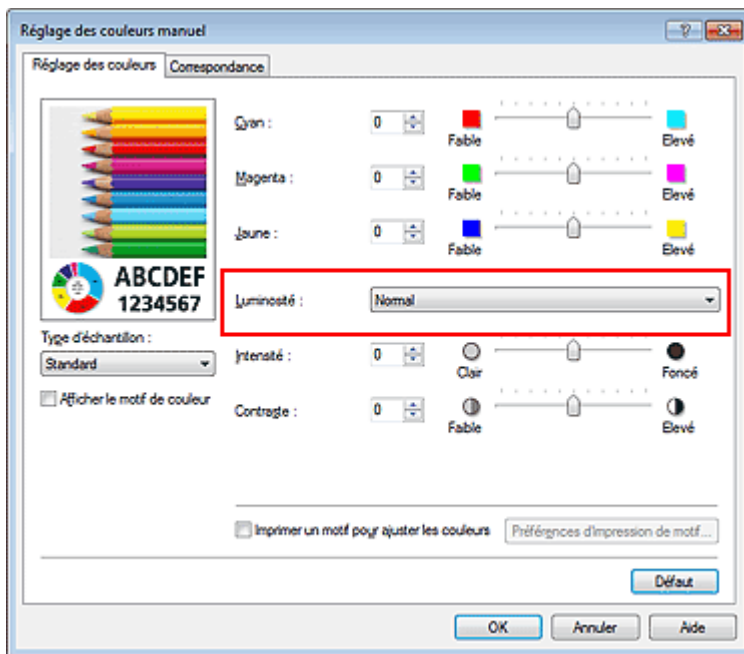 Réglage des couleurs manuel
Réglage des couleurs Correspondance
Cyan : 0 Faible Elevé
Magenta : 0 Faible Elevé
Jaune : 0 Faible Elevé
ABCDEF
1234567
Luminosité : Normal
Type d'échantillon :
Standard
Intensité : 0 Clair Foncé
Afficher le motif de couleur
Contraste : 0 Faible Elevé
Imprimer un motif pour ajuster les couleurs Préférences d'impression de motif...
Défaut
OK Annuler Aide